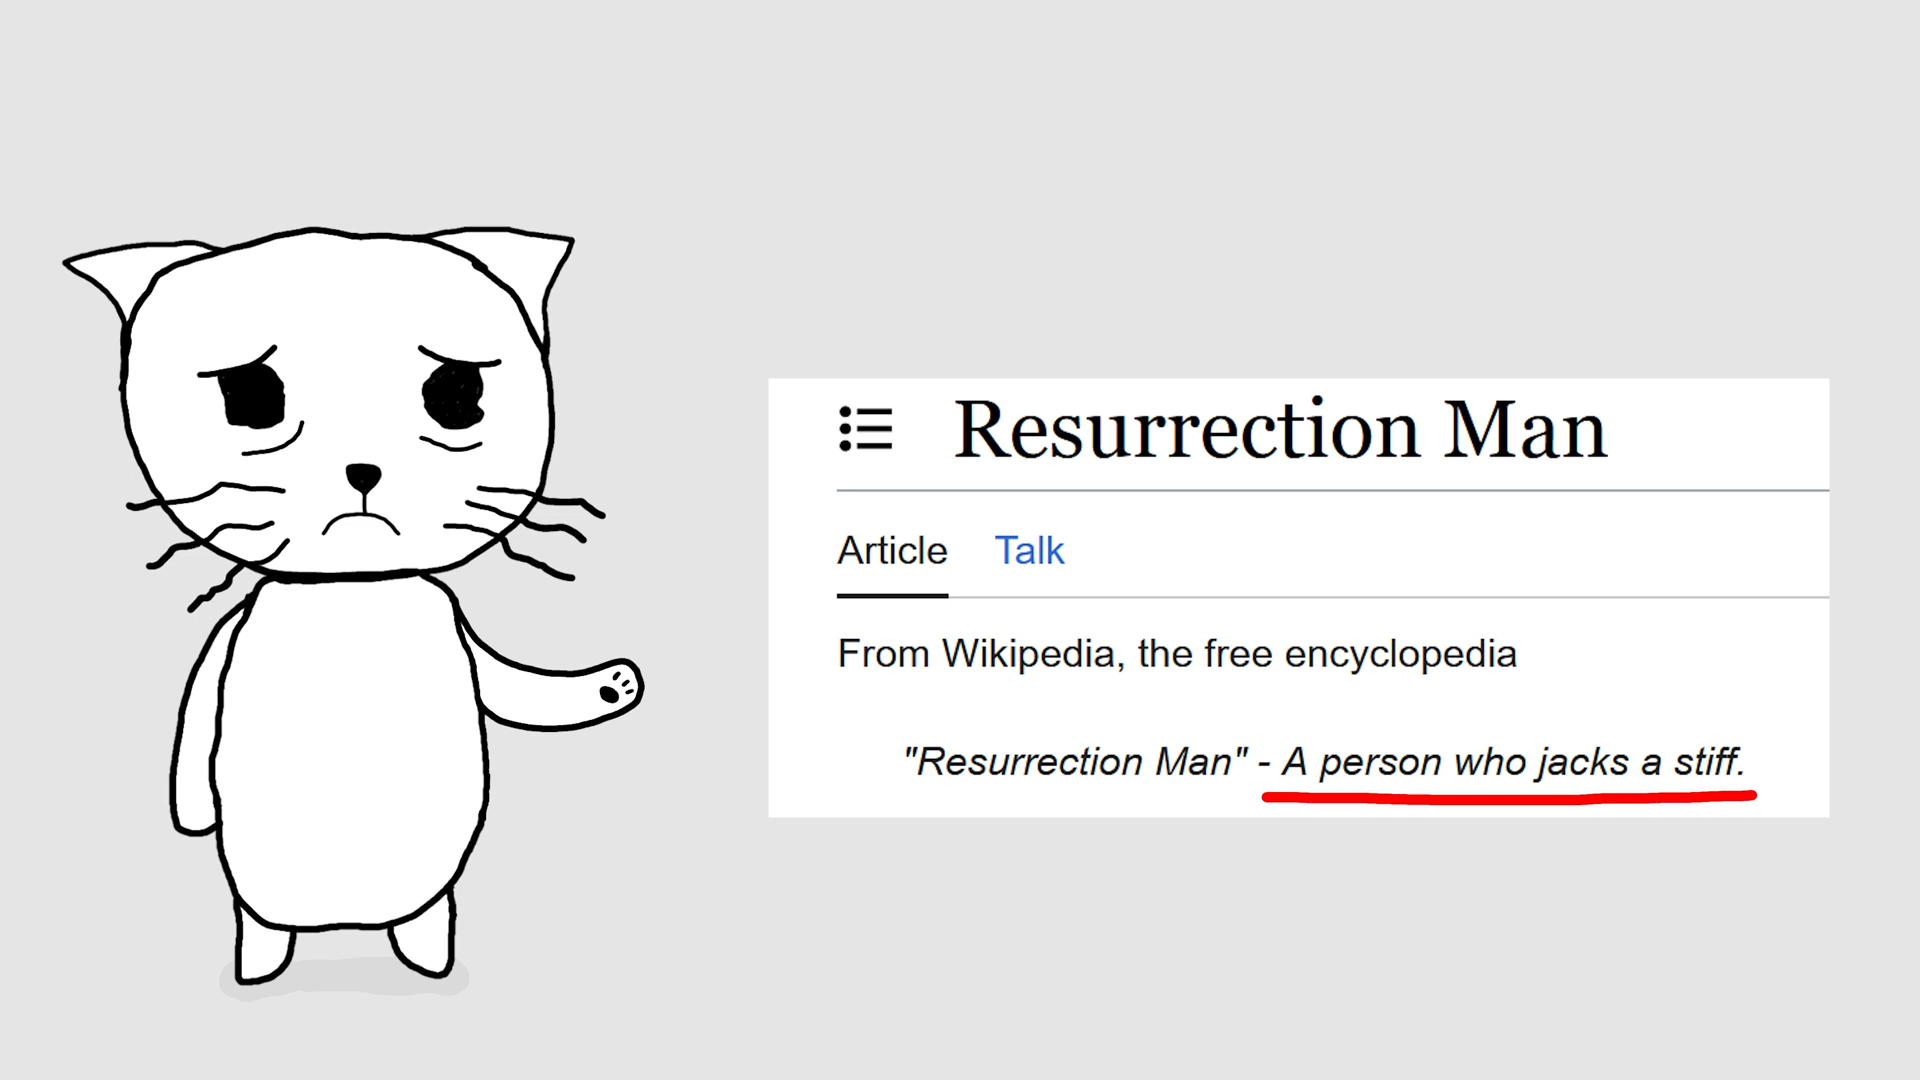 Resurrection Man
Article Talk
From Wikipedia, the free encyclopedia
"Resurrection Man" - A person who jacks a stiff.